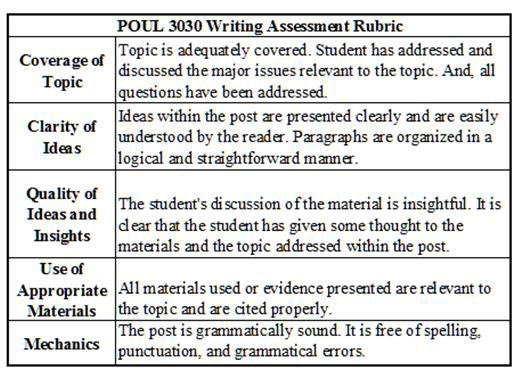 POUL 3030 Writing Assessment Rubric
Coverage of
Topic
Topic is adequately covered. Student has addressed and
discussed the major issues relevant to the topic. And, all
questions have been addressed.
Clarity of
Ideas
Ideas within the post are presented clearly and are easily
understood by the reader. Paragraphs are organized in a
logical and straightforward manner.
Quality of
Ideas and
Insights
The student's discussion of the material is insightful. It is
clear that the student has given some thought to the
materials and the topic addressed within the post.
Use of
Appropriate
Materials
All materials used or evidence presented are relevant to
the topic and are cited properly.
Mechanics
The post is grammatically sound. It is free of spelling,
punctuation, and grammatical errors.